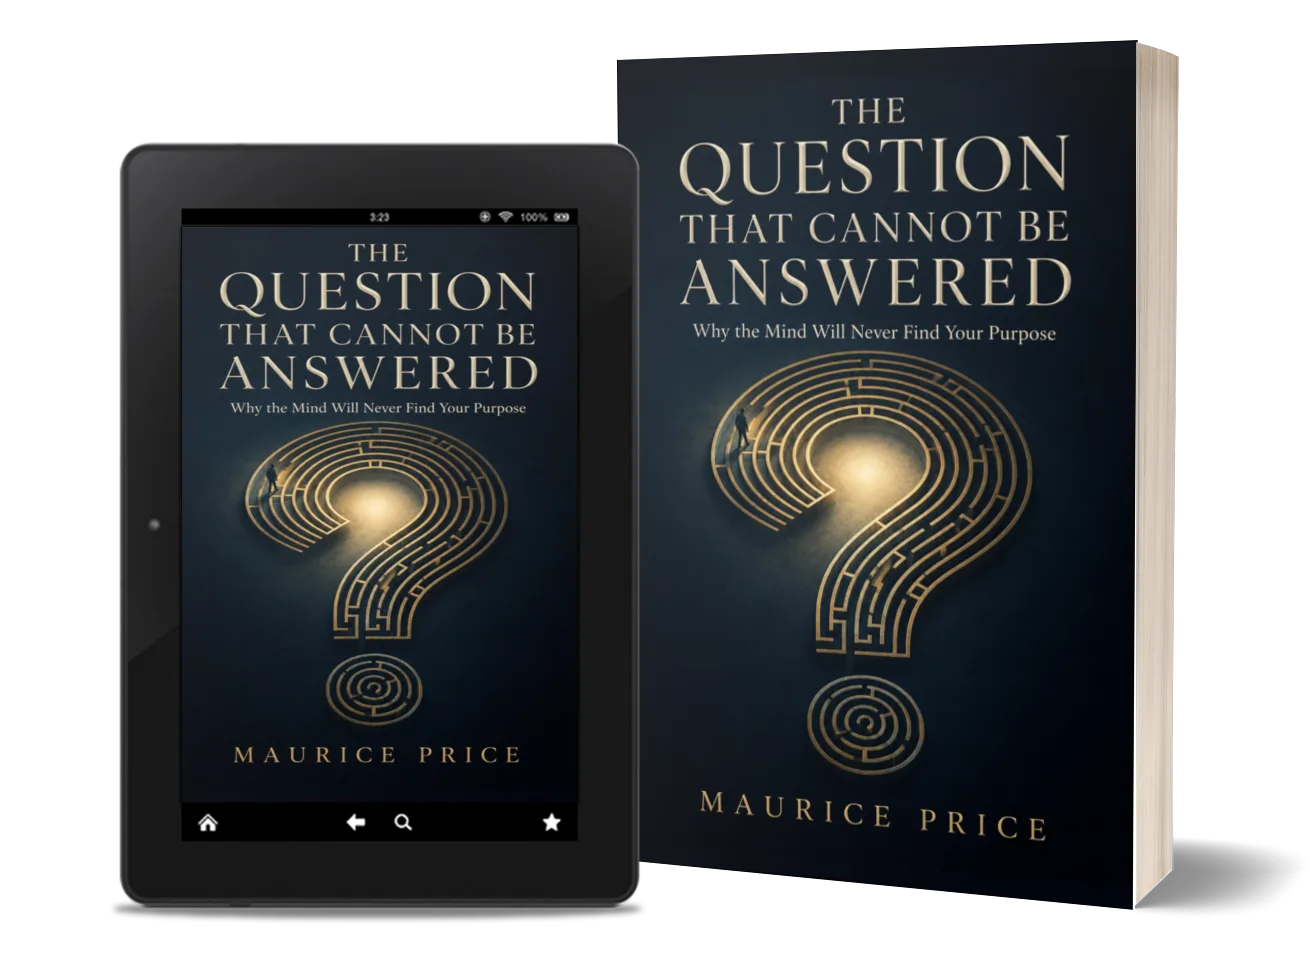 3:23 100%
THE
QUESTION
THAT CANNOT BE
ANSWERED
Why the Mind Will Never Find Your Purpose
MAURICE PRICE
THE
QUESTION
THAT CANNOT BE
ANSWERED
Why the Mind Will Never Find Your Purpose
MAURICE PRICE